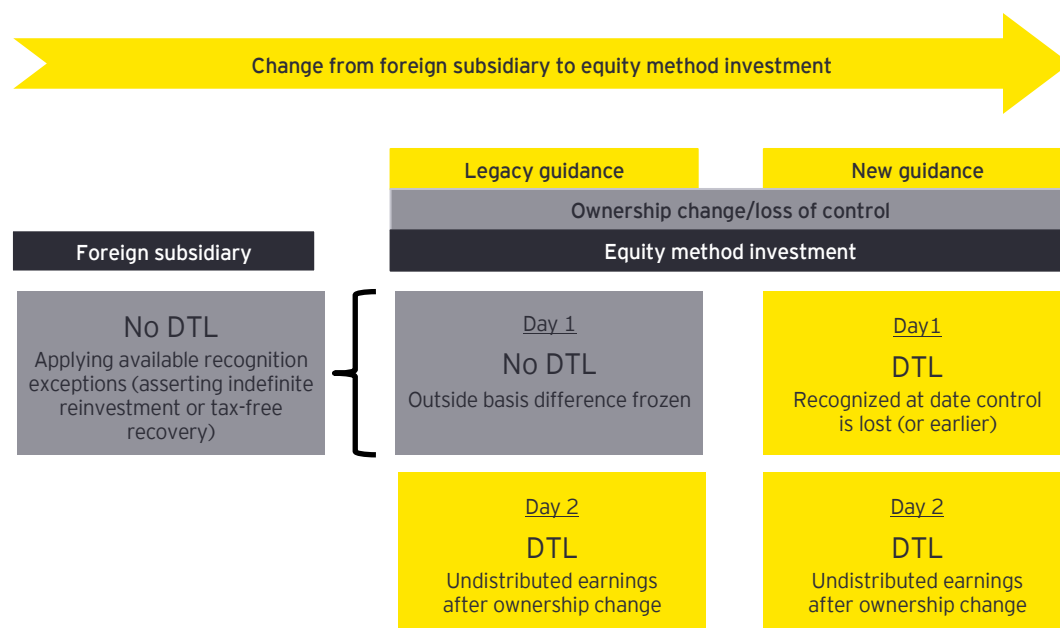 Change from foreign subsidiary to equity method investment
Legacy guidance
New guidance
Ownership change/loss of control
Foreign subsidiary
Equity method investment
No DTL
Applying available recognition
exceptions (asserting indefinite
reinvestment or tax-free
recovery)
Day 1
No DTL
Outside basis difference frozen
Day1
DTL
Recognized at date control
is lost (or earlier)
Day 2
DTL
Undistributed earnings
after ownership change
Day 2
DTL
Undistributed earnings
after ownership change